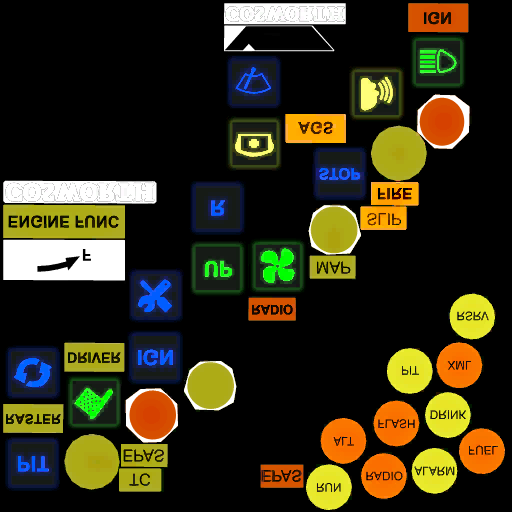 COSWORTH
IGN
AGS
STOP
FIRE
SLIP
COSWORTH
R
ENGINE FUNC
F
UP
MAP
RADIO
RSRV
DRIVER
IGN
PIT
XML
RASTER
FLASH
DRINK
ALT
EPAS
PIT
TC
EPAS
RUN
RADIO
ALARM
FUEL